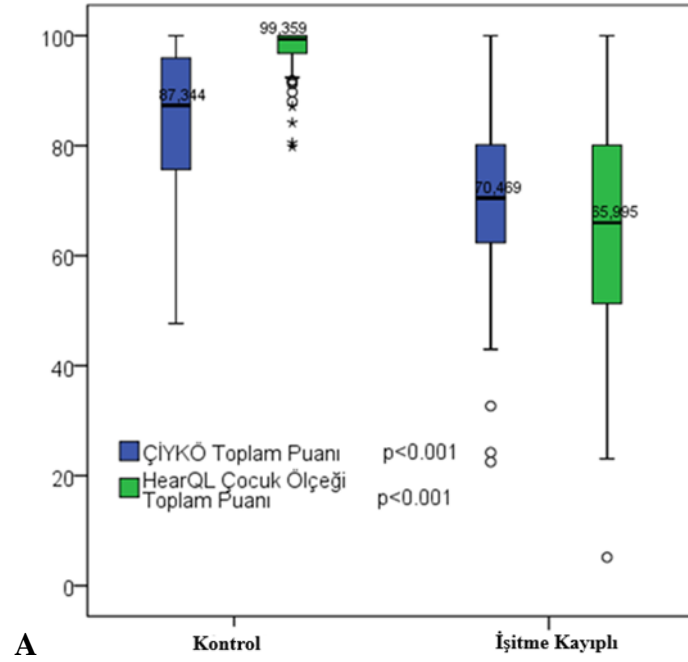 100
80
60
40
20
0
87,344
99,359
70,469
65,995
ÇİYKÖ Toplam Puanı p<0.001
HearQL Çocuk Ölçeği
Toplam Puanı p<0.001
A Kontrol İşitme Kayıplı